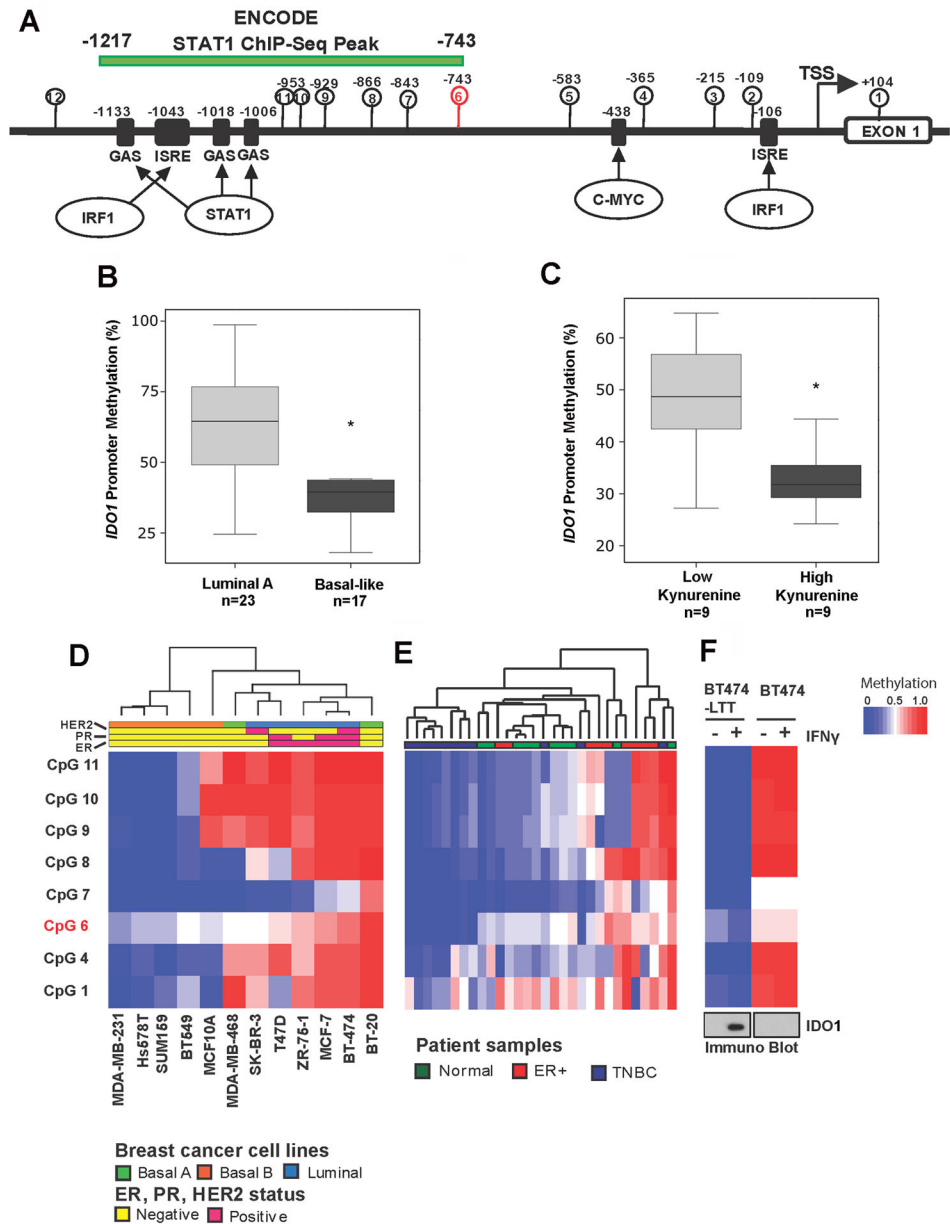 A
ENCODE
STAT1 ChIP-Seq Peak
-1217
-743
12
-1133
-1043
-1018
-1006
11
-953
10
-929
9
-866
8
-843
7
-743
6
-583
5
-438
-365
4
-215
3
-109
2
-106
TSS
+104
1
EXON 1
GAS
ISRE
GAS
GAS
ISRE
IRF1
STAT1
C-MYC
IRF1
B
IDO1 Promoter Methylation (%)
100
75
50
25
*
Luminal A
n=23
Basal-like
n=17
C
IDO1 Promoter Methylation (%)
60
50
40
30
20
*
Low
Kynurenine
n=9
High
Kynurenine
n=9
D
HER2
PR
ER
CpG 11
CpG 10
CpG 9
CpG 8
CpG 7
CpG 6
CpG 4
CpG 1
MDA-MB-231
Hs578T
SUM159
BT549
MCF10A
MDA-MB-468
SK-BR-3
T47D
ZR-75-1
MCF-7
BT-474
BT-20
Breast cancer cell lines
Basal A
Basal B
Luminal
ER, PR, HER2 status
Negative
Positive
E
Patient samples
Normal
ER+
TNBC
F
BT474
-LTT
BT474
- + - +
IFNγ
Methylation
0 0.5 1.0
IDO1
Immuno Blot